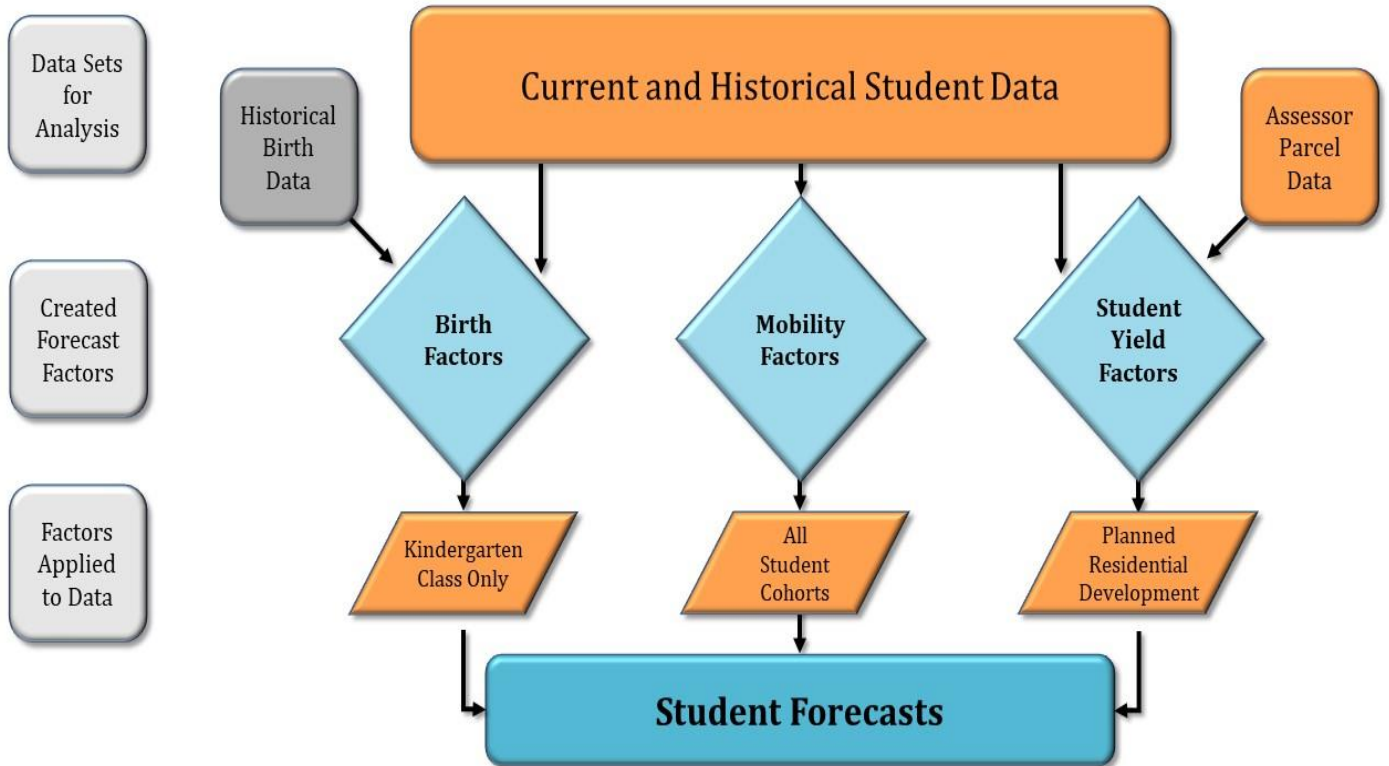 Data Sets
for
Analysis
Historical
Birth
Data
Current and Historical Student Data
Assessor
Parcel
Data
Created
Forecast
Factors
Birth
Factors
Mobility
Factors
Student
Yield
Factors
Factors
Applied
to Data
Kindergarten
Class Only
All
Student
Cohorts
Planned
Residential
Development
Student Forecasts